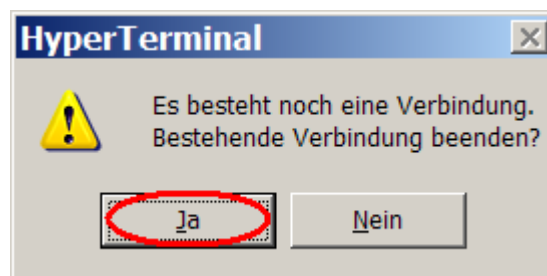 HyperTerminal
Es besteht noch eine Verbindung.
Bestehende Verbindung beenden?
Ja
Nein